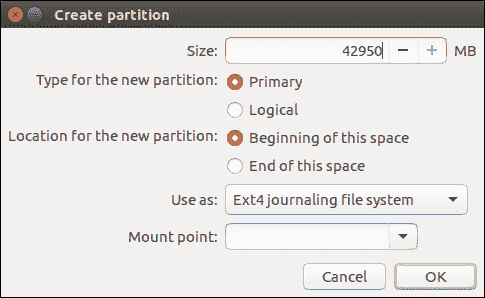 Create partition
Size: 42950 − + MB
Type for the new partition: Primary
Logical
Location for the new partition: Beginning of this space
End of this space
Use as: Ext4 journaling file system
Mount point:
Cancel OK